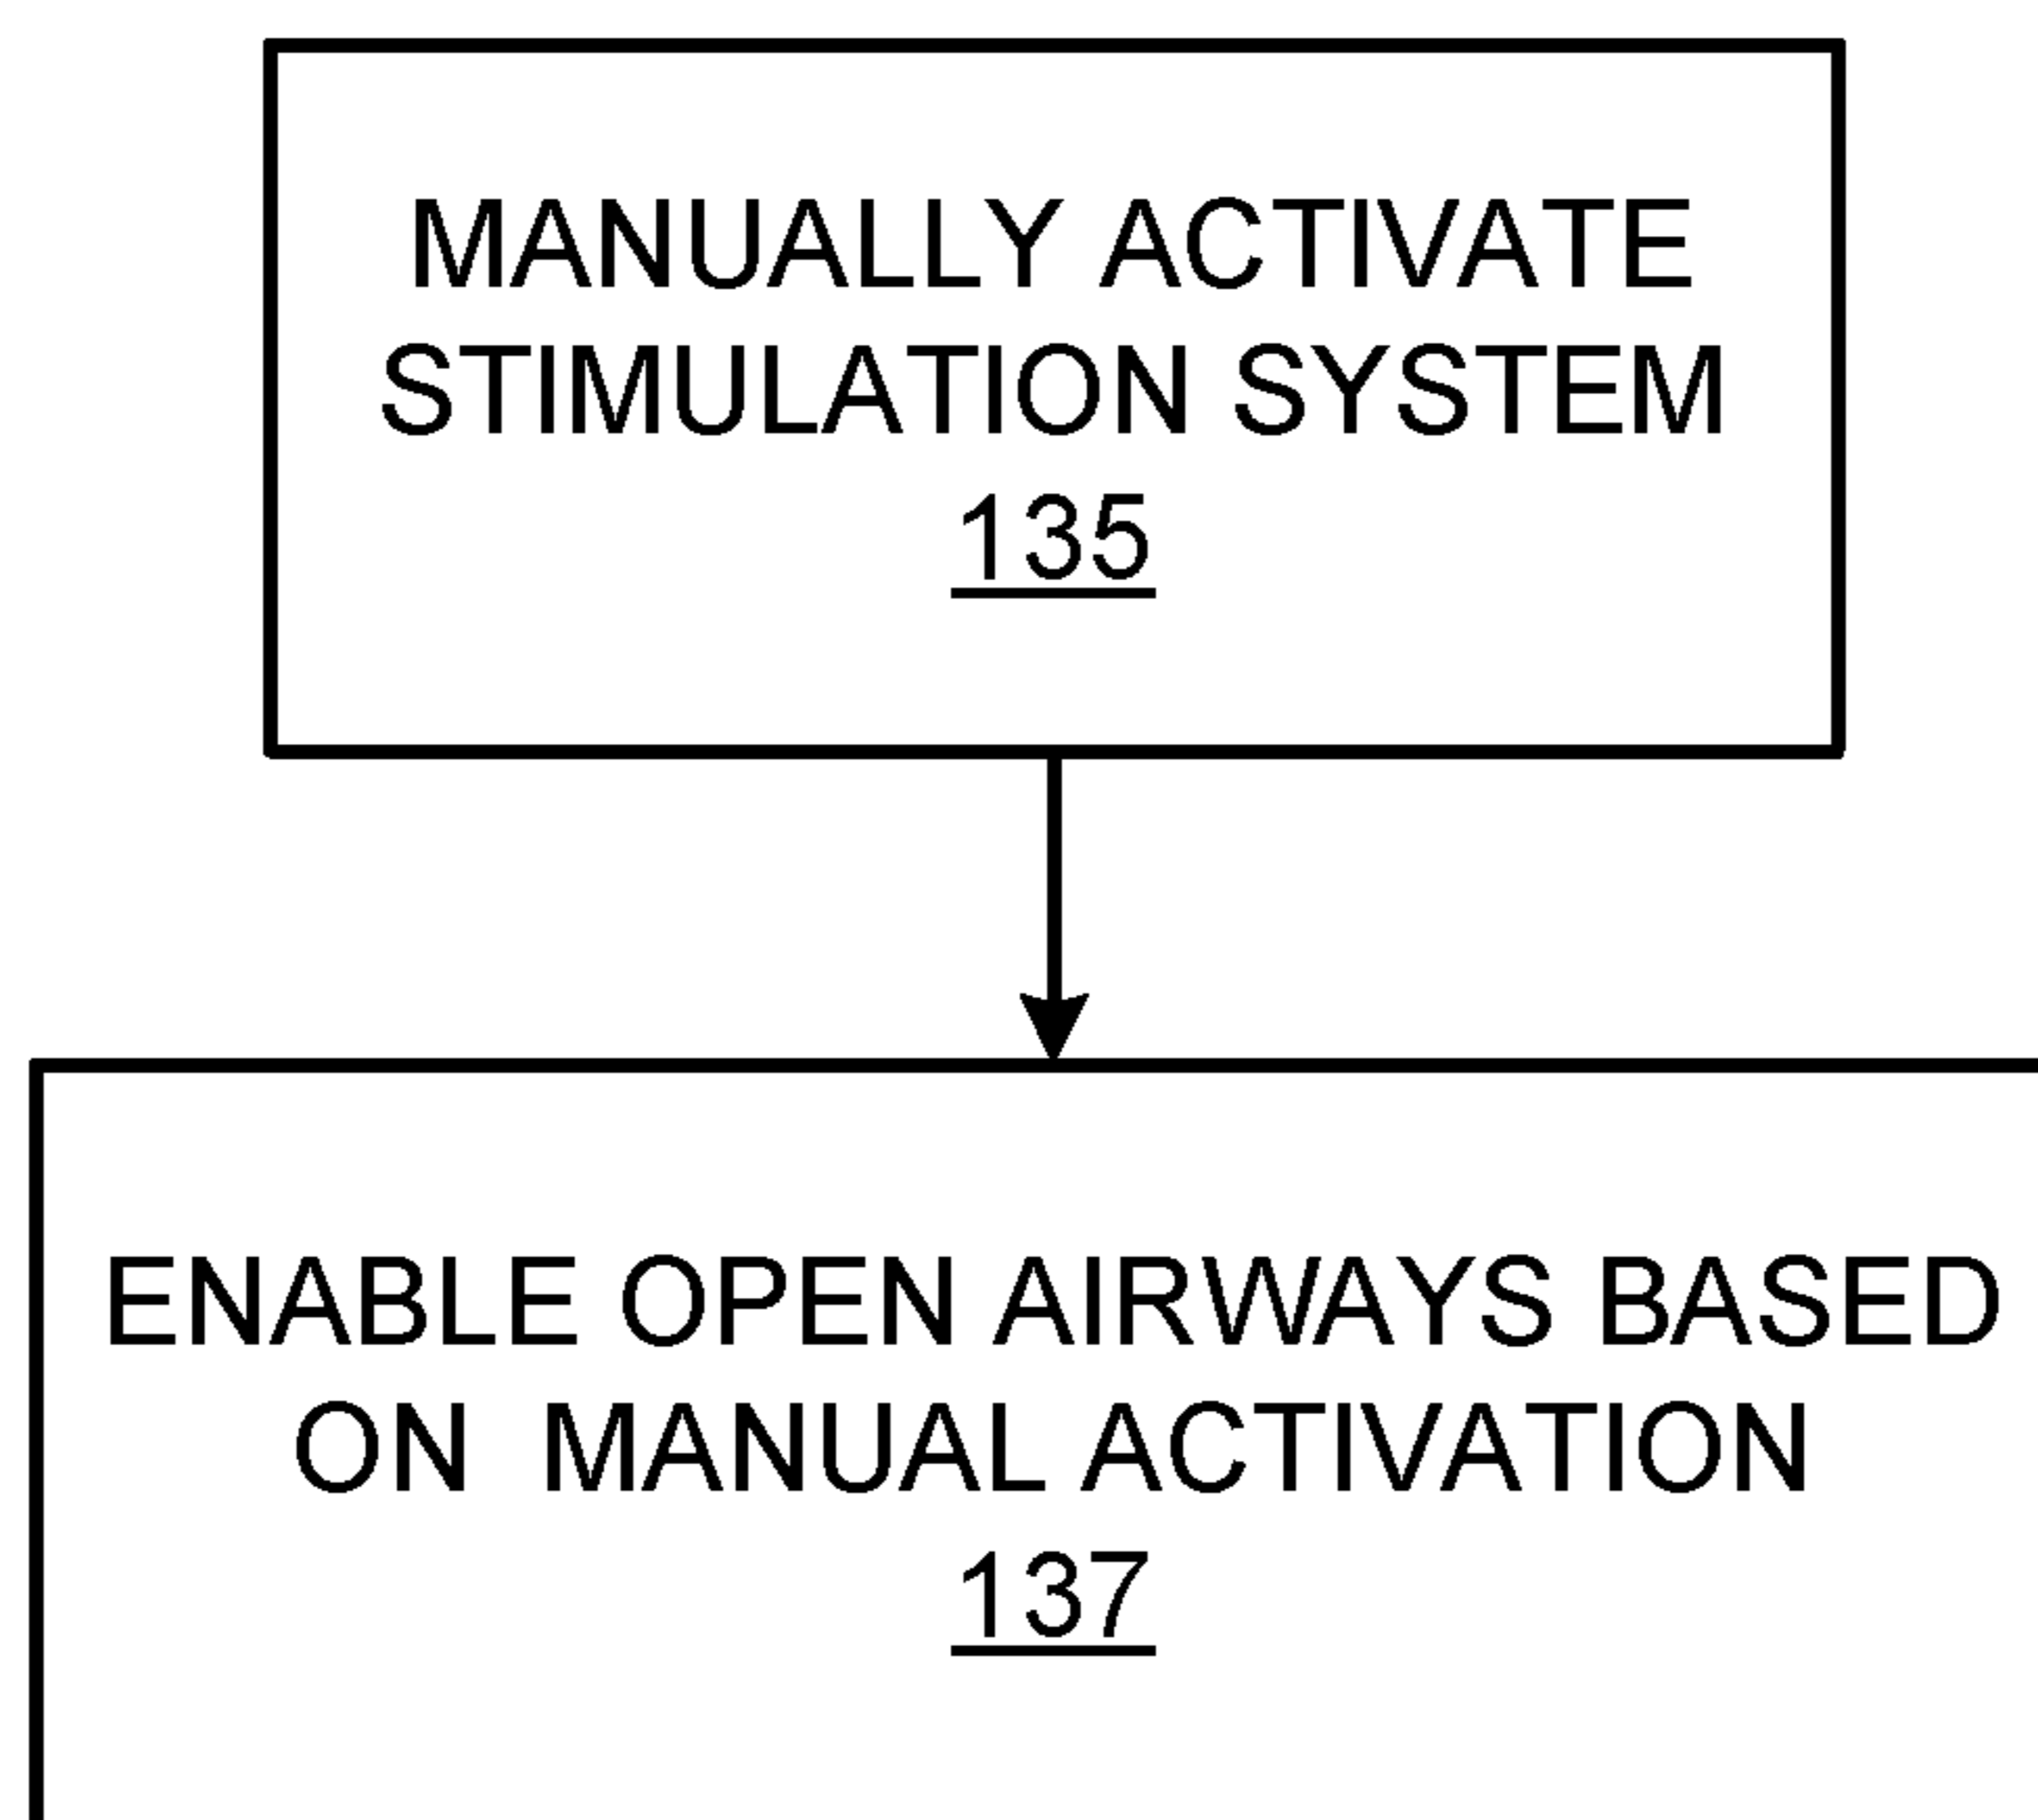 MANUALLY ACTIVATE
STIMULATION SYSTEM
135
ENABLE OPEN AIRWAYS BASED
ON MANUAL ACTIVATION
137